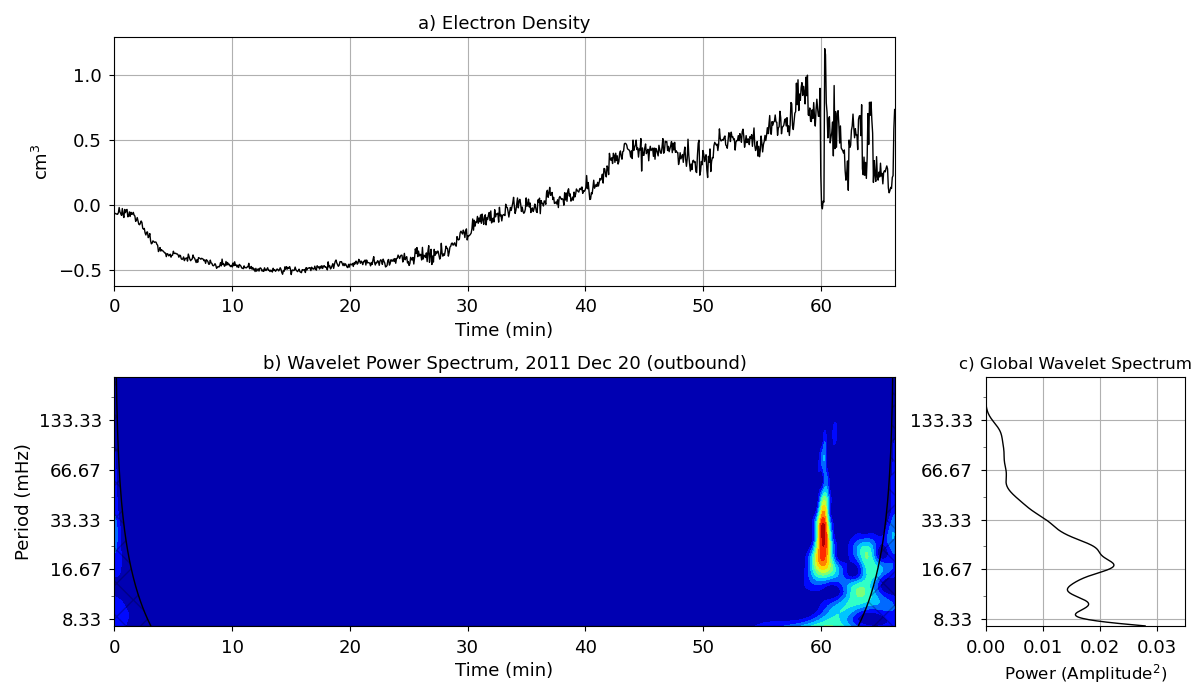 a) Electron Density
1.0
0.5
0.0
−0.5
cm³
0 10 20 30 40 50 60
Time (min)
b) Wavelet Power Spectrum, 2011 Dec 20 (outbound)
133.33
66.67
33.33
16.67
8.33
Period (mHz)
0 10 20 30 40 50 60
Time (min)
c) Global Wavelet Spectrum
133.33
66.67
33.33
16.67
8.33
0.00 0.01 0.02 0.03
Power (Amplitude²)